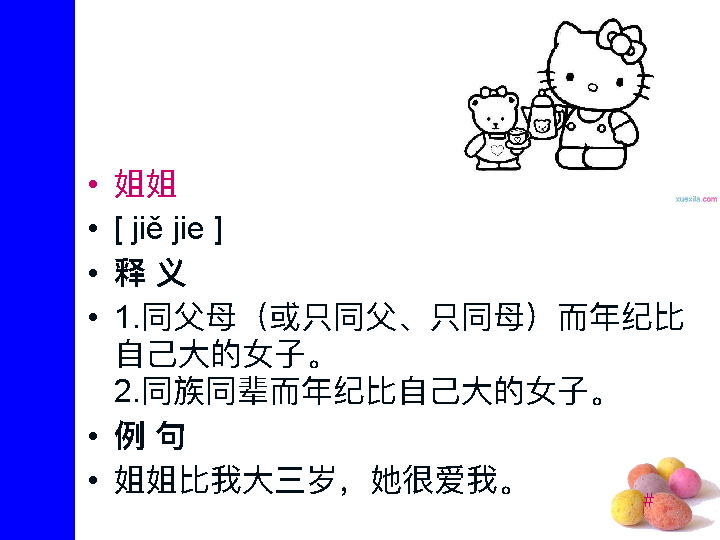 xuexila.com
• 姐姐
• [ jiě jie ]
• 释 义
• 1.同父母（或只同父、只同母）而年纪比
自己大的女子。
2.同族同辈而年纪比自己大的女子。
• 例 句
• 姐姐比我大三岁，她很爱我。
#